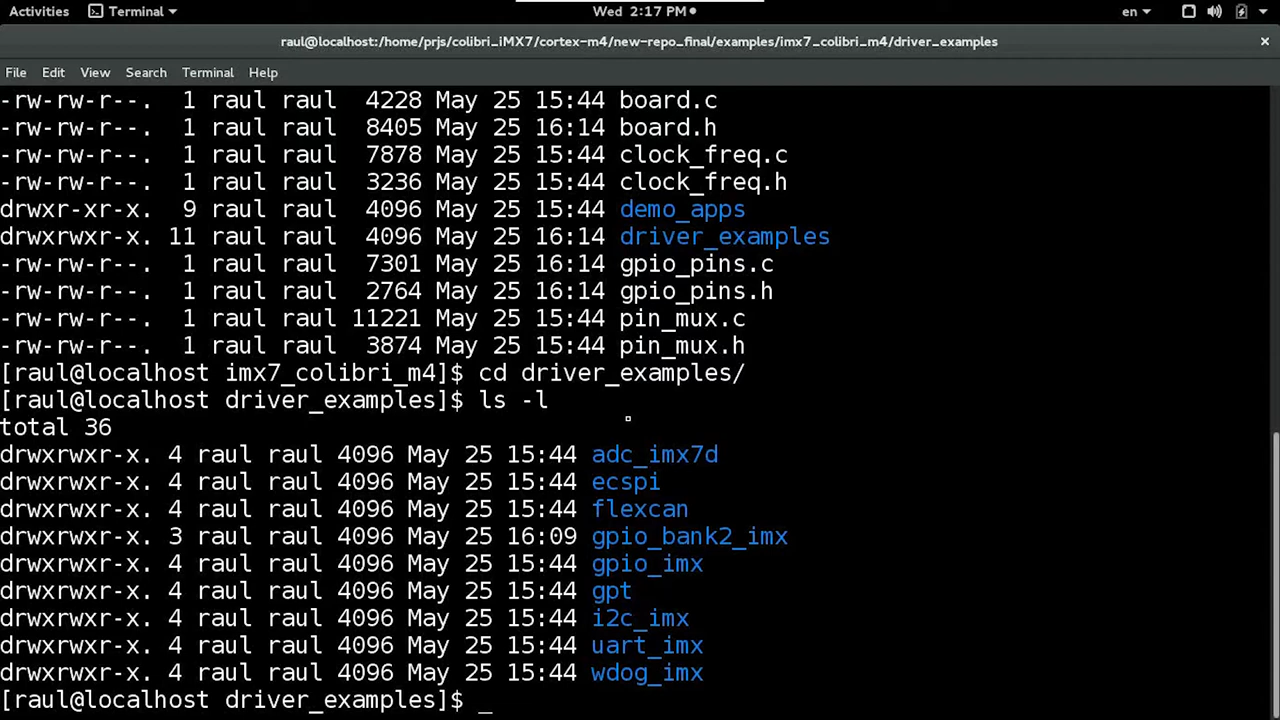 Activities Terminal Wed 2:17 PM en
raul@localhost:/home/prjs/colibri_iMX7/cortex-m4/new-repo_final/examples/imx7_colibri_m4/driver_examples ×
File Edit View Search Terminal Help
-rw-rw-r--. 1 raul raul 4228 May 25 15:44 board.c
-rw-rw-r--. 1 raul raul 8405 May 25 16:14 board.h
-rw-rw-r--. 1 raul raul 7878 May 25 15:44 clock_freq.c
-rw-rw-r--. 1 raul raul 3236 May 25 15:44 clock_freq.h
drwxr-xr-x. 9 raul raul 4096 May 25 15:44 demo_apps
drwxrwxr-x. 11 raul raul 4096 May 25 16:14 driver_examples
-rw-rw-r--. 1 raul raul 7301 May 25 16:14 gpio_pins.c
-rw-rw-r--. 1 raul raul 2764 May 25 16:14 gpio_pins.h
-rw-rw-r--. 1 raul raul 11221 May 25 15:44 pin_mux.c
-rw-rw-r--. 1 raul raul 3874 May 25 15:44 pin_mux.h
[raul@localhost imx7_colibri_m4]$ cd driver_examples/
[raul@localhost driver_examples]$ ls -l
total 36
drwxrwxr-x. 4 raul raul 4096 May 25 15:44 adc_imx7d
drwxrwxr-x. 4 raul raul 4096 May 25 15:44 ecspi
drwxrwxr-x. 4 raul raul 4096 May 25 15:44 flexcan
drwxrwxr-x. 3 raul raul 4096 May 25 16:09 gpio_bank2_imx
drwxrwxr-x. 4 raul raul 4096 May 25 15:44 gpio_imx
drwxrwxr-x. 4 raul raul 4096 May 25 15:44 gpt
drwxrwxr-x. 4 raul raul 4096 May 25 15:44 i2c_imx
drwxrwxr-x. 4 raul raul 4096 May 25 15:44 uart_imx
drwxrwxr-x. 4 raul raul 4096 May 25 15:44 wdog_imx
[raul@localhost driver_examples]$ _